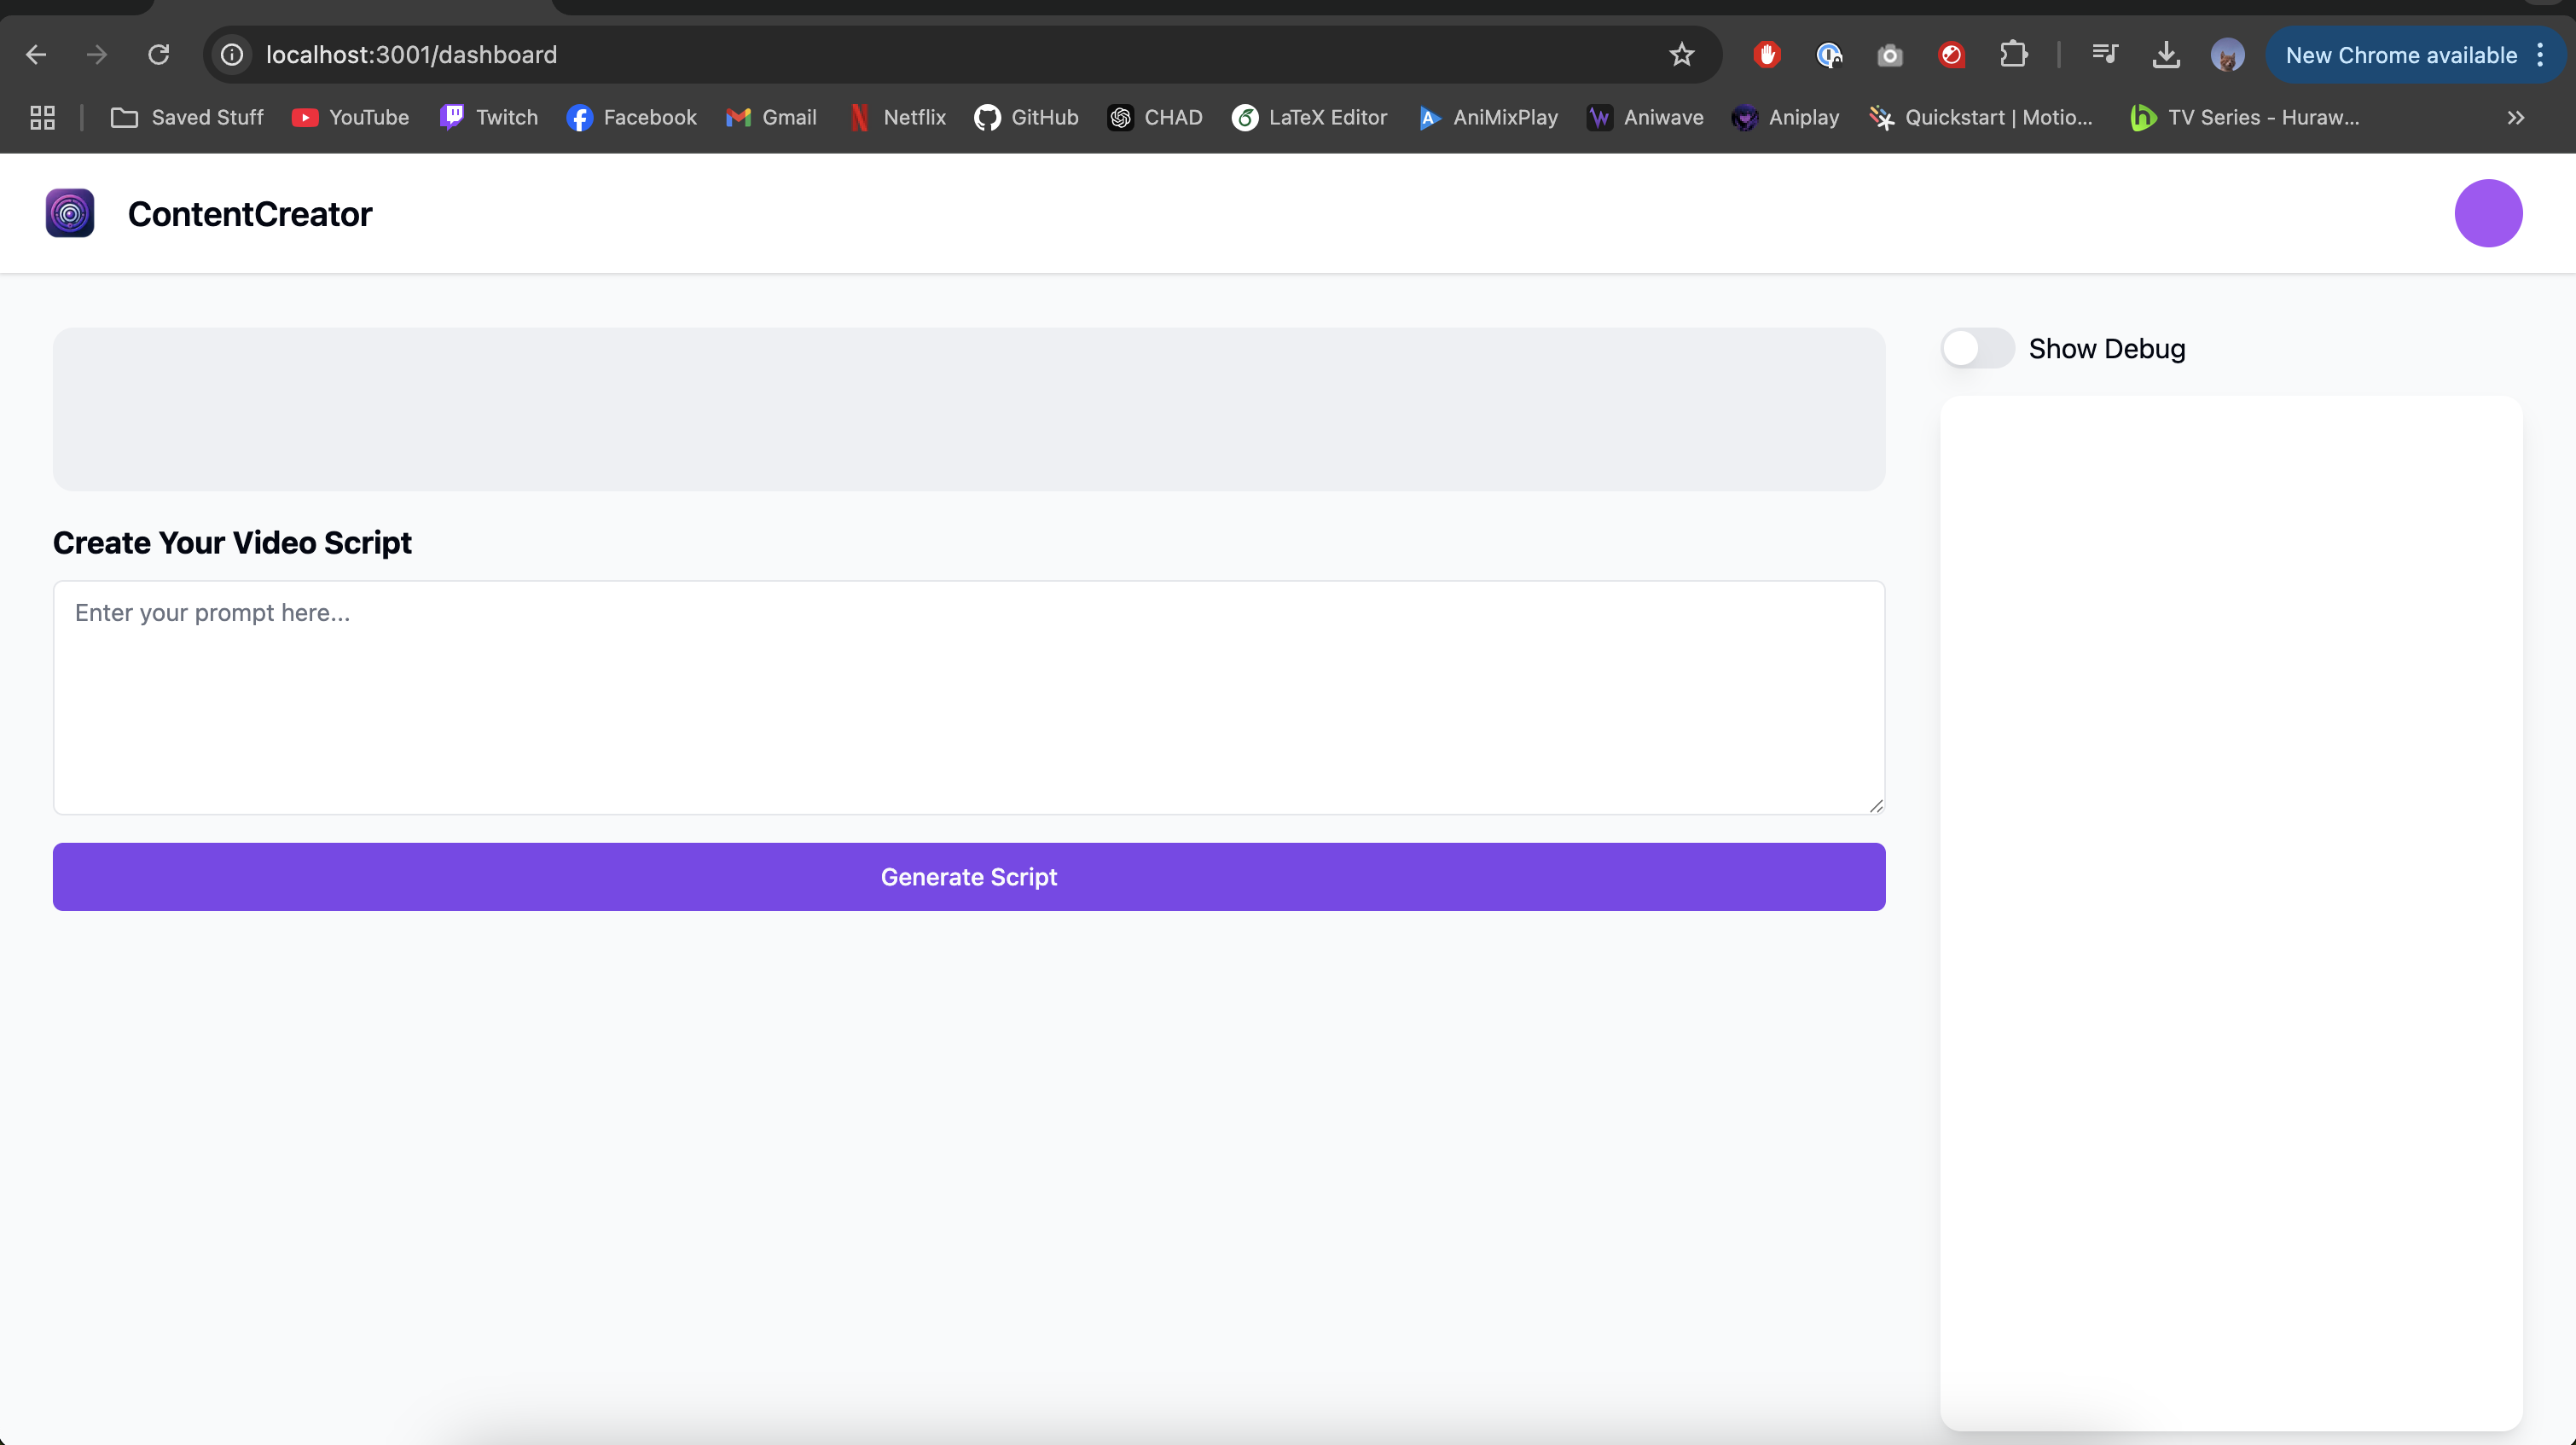 localhost:3001/dashboard
New Chrome available
Saved Stuff
YouTube
Twitch
Facebook
Gmail
Netflix
GitHub
CHAD
LaTeX Editor
AniMixPlay
Aniwave
Aniplay
Quickstart | Motio...
TV Series - Huraw...
ContentCreator
Show Debug
Create Your Video Script
Enter your prompt here...
Generate Script